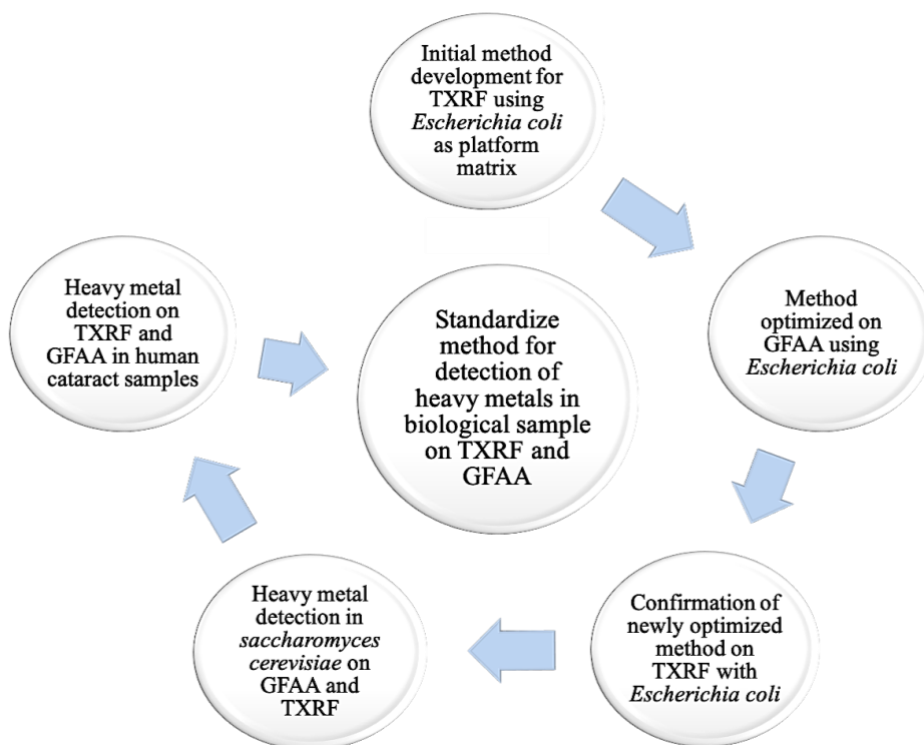 Initial method
development for
TXRF using
Escherichia coli
as platform
matrix
Method
optimized on
GFAA using
Escherichia coli
Confirmation of
newly optimized
method on
TXRF with
Escherichia coli
Heavy metal
detection in
saccharomyces
cerevisiae on
GFAA and
TXRF
Heavy metal
detection on
TXRF and
GFAA in human
cataract samples
Standardize
method for
detection of
heavy metals in
biological sample
on TXRF and
GFAA